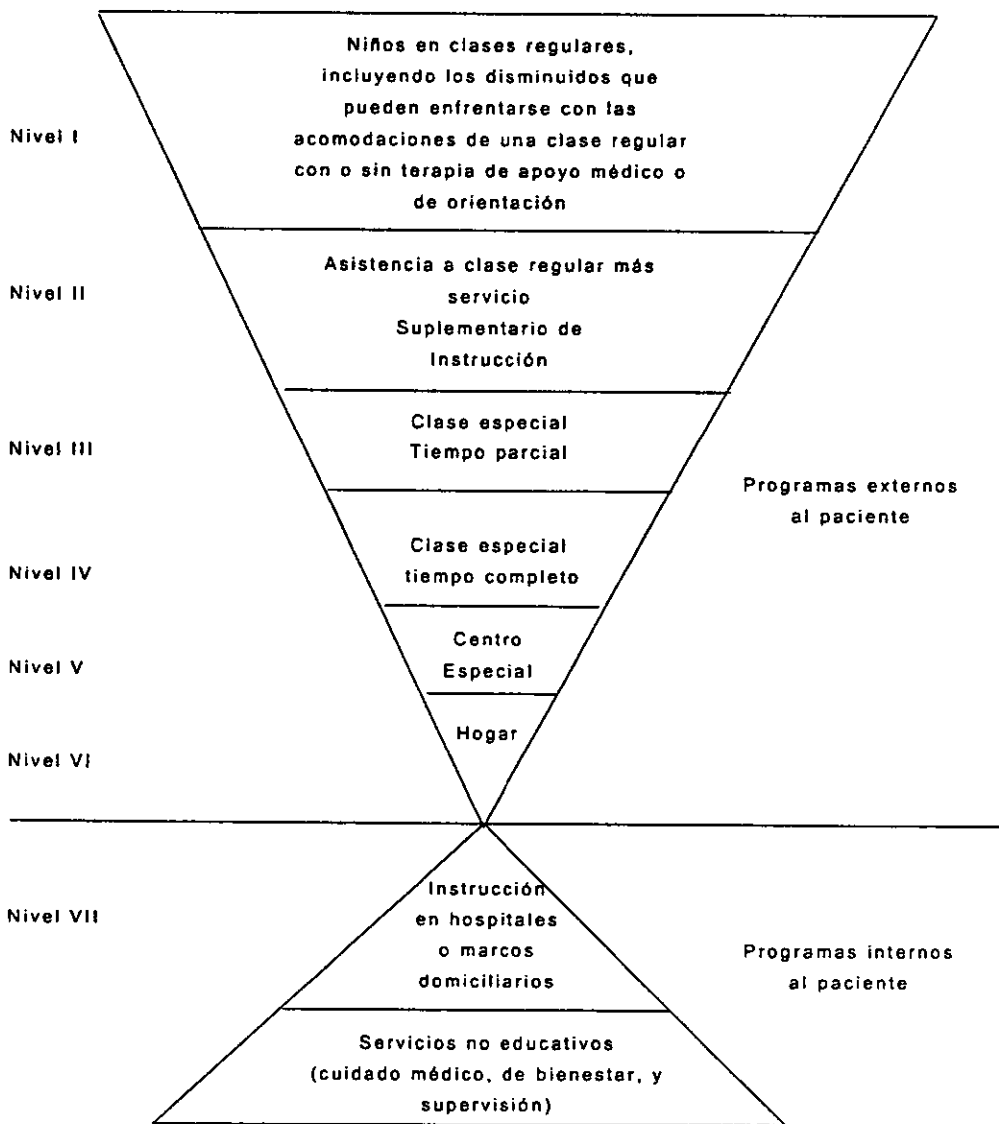 Niños en clases regulares,
incluyendo los disminuidos que
pueden enfrentarse con las
Nivel I
acomodaciones de una clase regular
con o sin terapia de apoyo médico o
de orientación
Asistencia a clase regular más
Nivel II
servicio
Suplementario de
Instrucción
Clase especial
Nivel III
Tiempo parcial
Programas externos
al paciente
Clase especial
Nivel IV
tiempo completo
Centro
Nivel V
Especial
Hogar
Nivel VI
Instrucción
Nivel VII
en hospitales
o marcos
domiciliarios
Programas internos
al paciente
Servicios no educativos
(cuidado médico, de bienestar, y
supervisión)